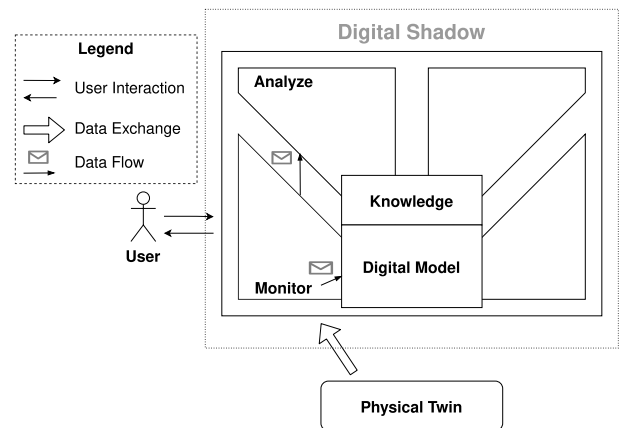 Digital Shadow
Legend
User Interaction
Data Exchange
Data Flow
Analyze
Knowledge
Digital Model
Monitor
User
Physical Twin